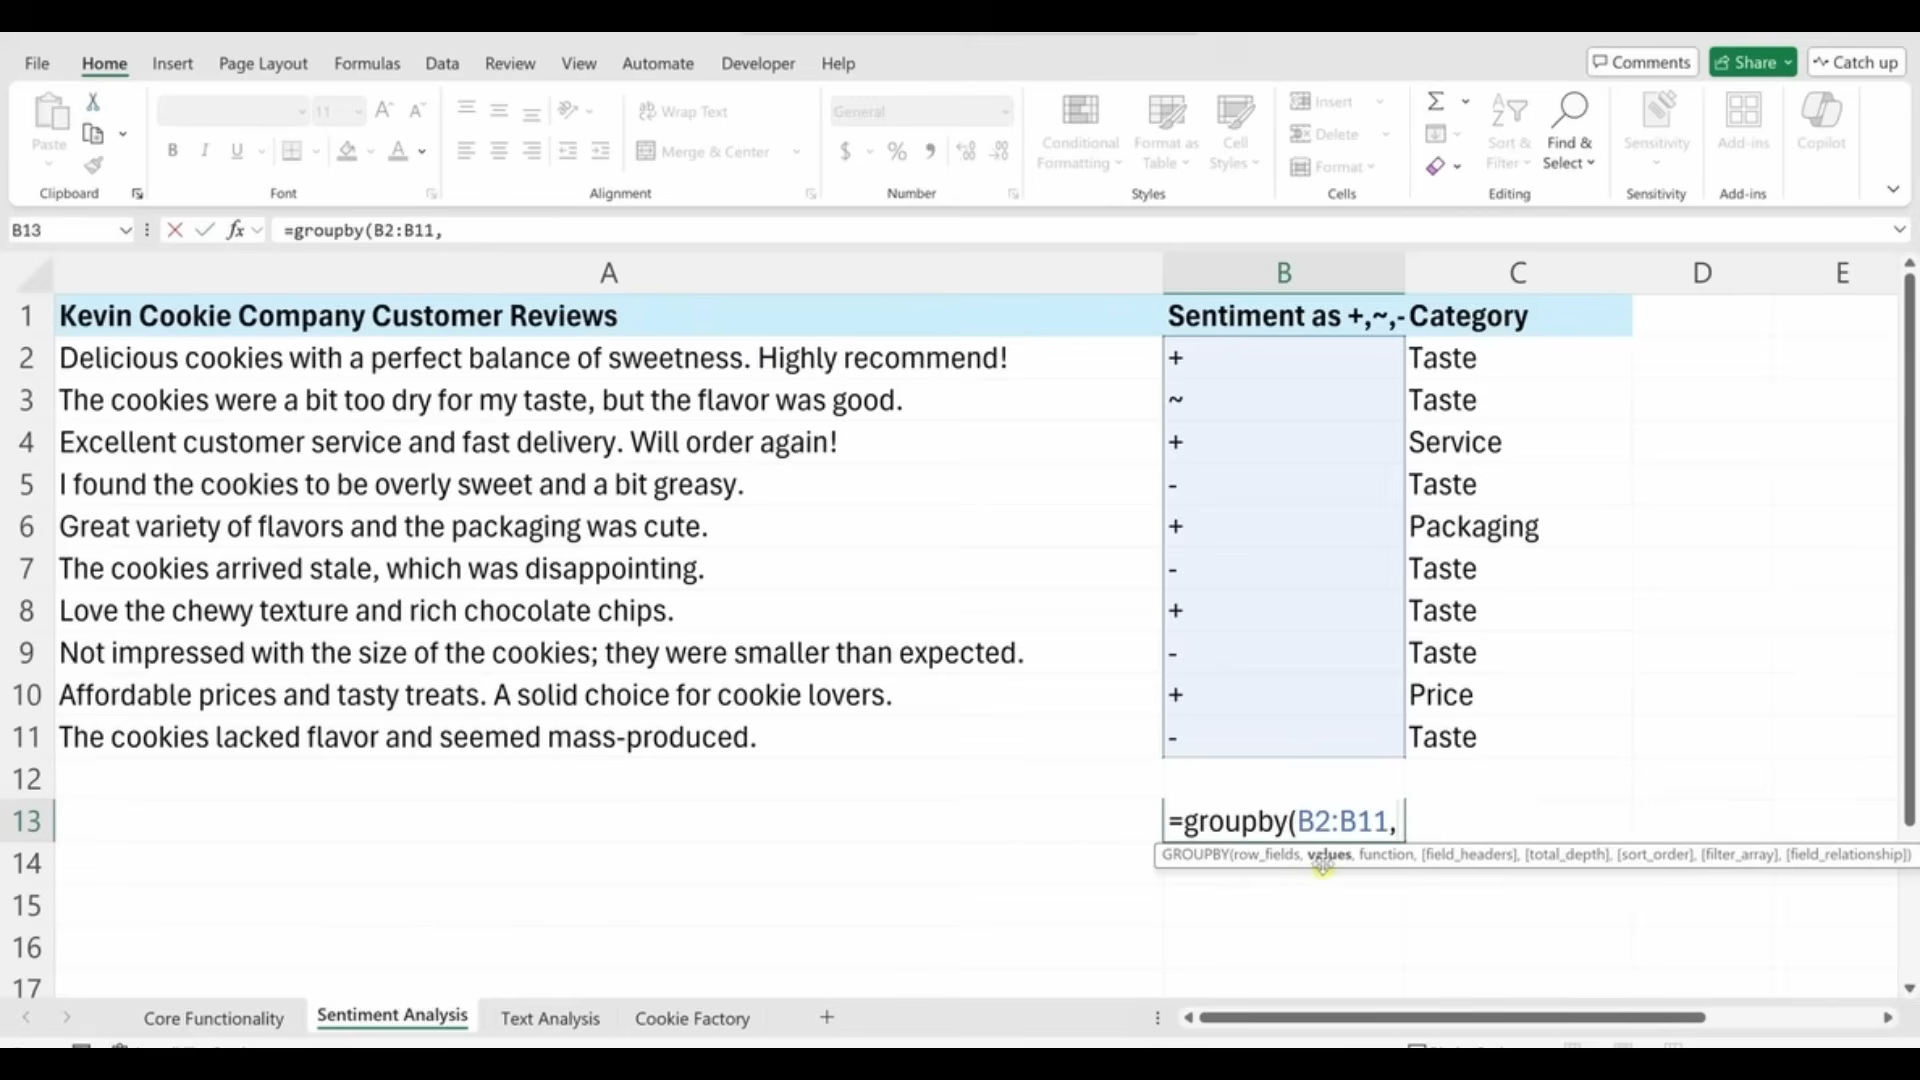 File Home Insert Page Layout Formulas Data Review View Automate Developer Help Comments Share Catch up
11 Wrap Text General Insert
Paste Conditional Format as Cell Delete Sort & Find & Sensitivity Add-ins Copilot
B I U A Merge & Center $ % 9 Formatting Table Styles Format Filter Select
Clipboard Font Alignment Number Styles Cells Editing Sensitivity Add-ins
B13 fx =groupby(B2:B11,
A B C D E
1 Kevin Cookie Company Customer Reviews Sentiment as +,~,- Category
2 Delicious cookies with a perfect balance of sweetness. Highly recommend! + Taste
3 The cookies were a bit too dry for my taste, but the flavor was good. ~ Taste
4 Excellent customer service and fast delivery. Will order again! + Service
5 I found the cookies to be overly sweet and a bit greasy. - Taste
6 Great variety of flavors and the packaging was cute. + Packaging
7 The cookies arrived stale, which was disappointing. - Taste
8 Love the chewy texture and rich chocolate chips. + Taste
9 Not impressed with the size of the cookies; they were smaller than expected. - Taste
10 Affordable prices and tasty treats. A solid choice for cookie lovers. + Price
11 The cookies lacked flavor and seemed mass-produced. - Taste
12
13 =groupby(B2:B11,
GROUPBY(row_fields, values, function, [field_headers], [total_depth], [sort_order], [filter_array], [field_relationship])
14
15
16
17
Core Functionality Sentiment Analysis Text Analysis Cookie Factory